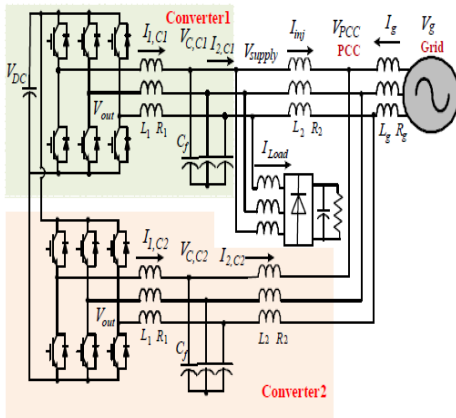 Converter1
I1,C1 VC,C1 I2,C1 Iinj VPCC Ig Vg
PCC Grid
Vsupply
VDC
Vout
L1 R1 L2 R2 Lg Rg
Cf
ILoad
I1,C2 VC,C2 I2,C2
Vout
L1 R1 L2 R2
Cf
Converter2